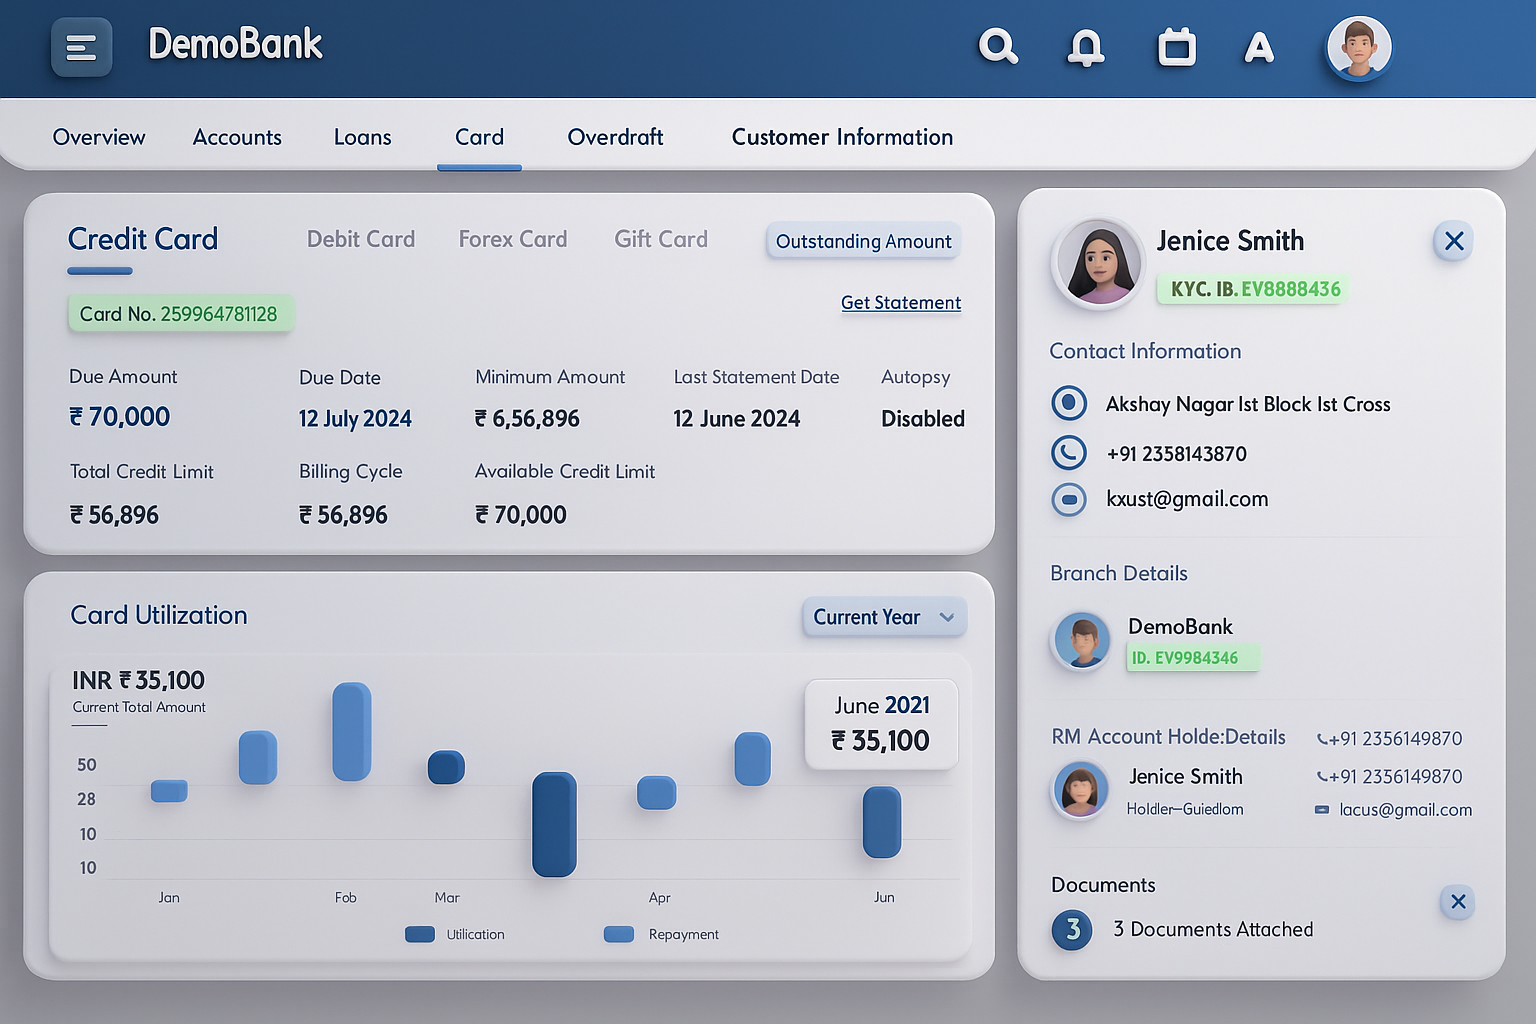 DemoBank
A
Overview Accounts Loans Card Overdraft Customer Information
Credit Card Debit Card Forex Card Gift Card Outstanding Amount
Card No. 259964781128
Get Statement
Due Amount Due Date Minimum Amount Last Statement Date Autopsy
₹ 70,000 12 July 2024 ₹ 6,56,896 12 June 2024 Disabled
Total Credit Limit Billing Cycle Available Credit Limit
₹ 56,896 ₹ 56,896 ₹ 70,000
Card Utilization
Current Year
INR ₹ 35,100
Current Total Amount
June 2021
₹ 35,100
50
28
10
10
Jan Fob Mar Apr Jun
Utilication Repayment
Jenice Smith
KYC. IB. EV8888436
Contact Information
Akshay Nagar Ist Block Ist Cross
+91 2358143870
kxust@gmail.com
Branch Details
DemoBank
ID. EV9984346
RM Account Holde:Details +91 2356149870
Jenice Smith +91 2356149870
Holdler–Guiedlom lacus@gmail.com
Documents
3 3 Documents Attached